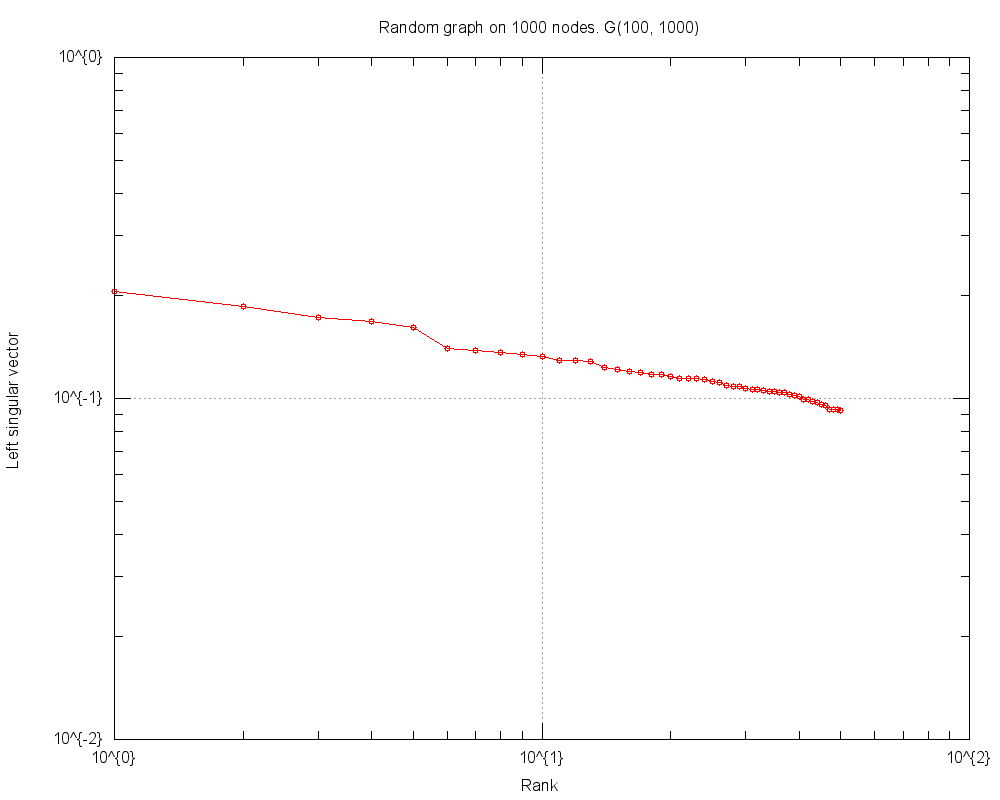 Random graph on 1000 nodes. G(100, 1000)
10^{0}
Left singular vector
10^{-1}
10^{-2}
10^{0}
10^{1}
10^{2}
Rank